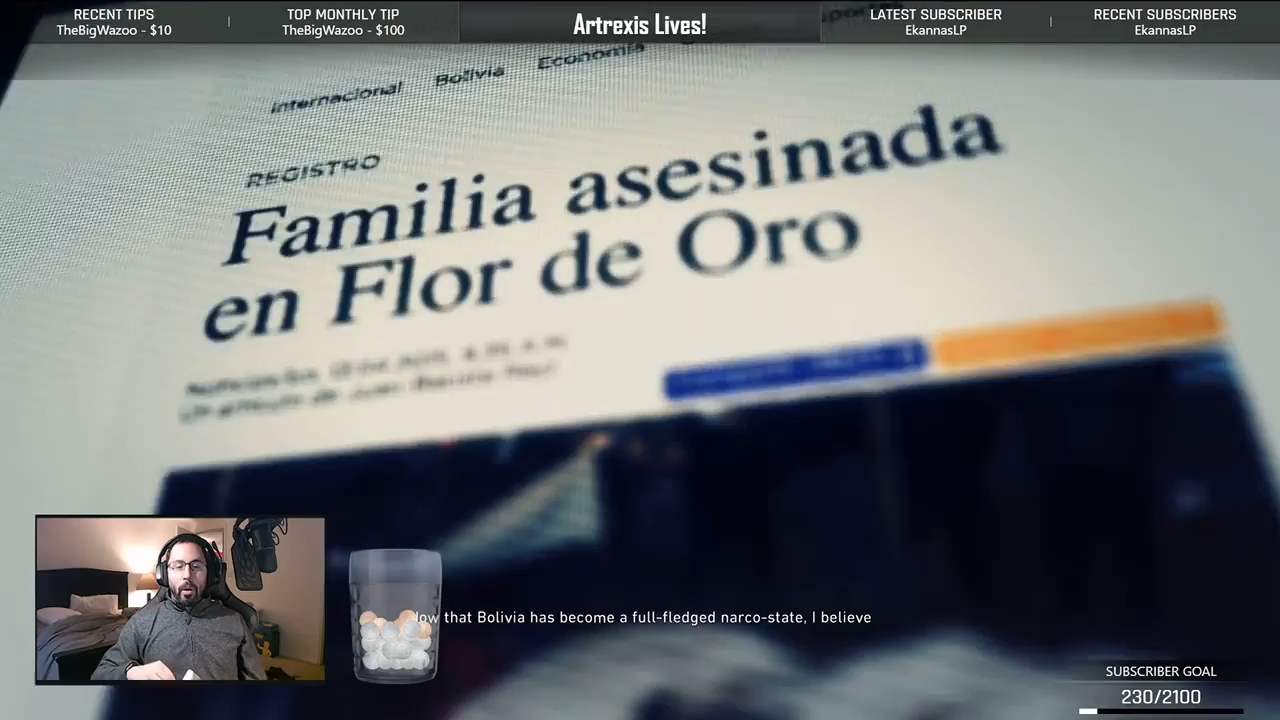 RECENT TIPS
TheBigWazoo - $10
TOP MONTHLY TIP
TheBigWazoo - $100
Artrexis Lives!
LATEST SUBSCRIBER
EkannasLP
RECENT SUBSCRIBERS
EkannasLP
Internacional Bolivia Economía
REGISTRO
Familia asesinada
en Flor de Oro
ow that Bolivia has become a full-fledged narco-state, I believe
SUBSCRIBER GOAL
230/2100